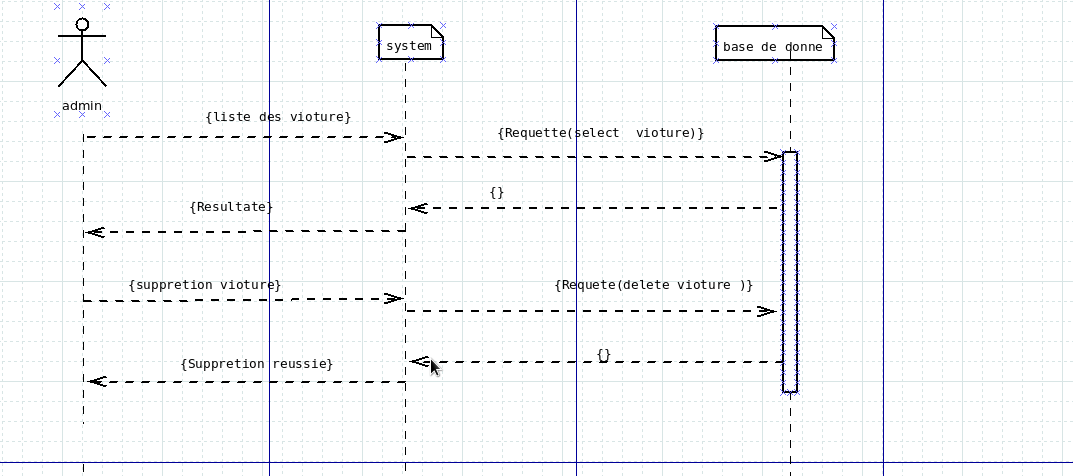 system
base de donne
admin
{liste des vioture}
{Requette(select  vioture)}
{}
{Resultate}
{suppretion vioture}
{Requete(delete vioture )}
{}
{Suppretion reussie}